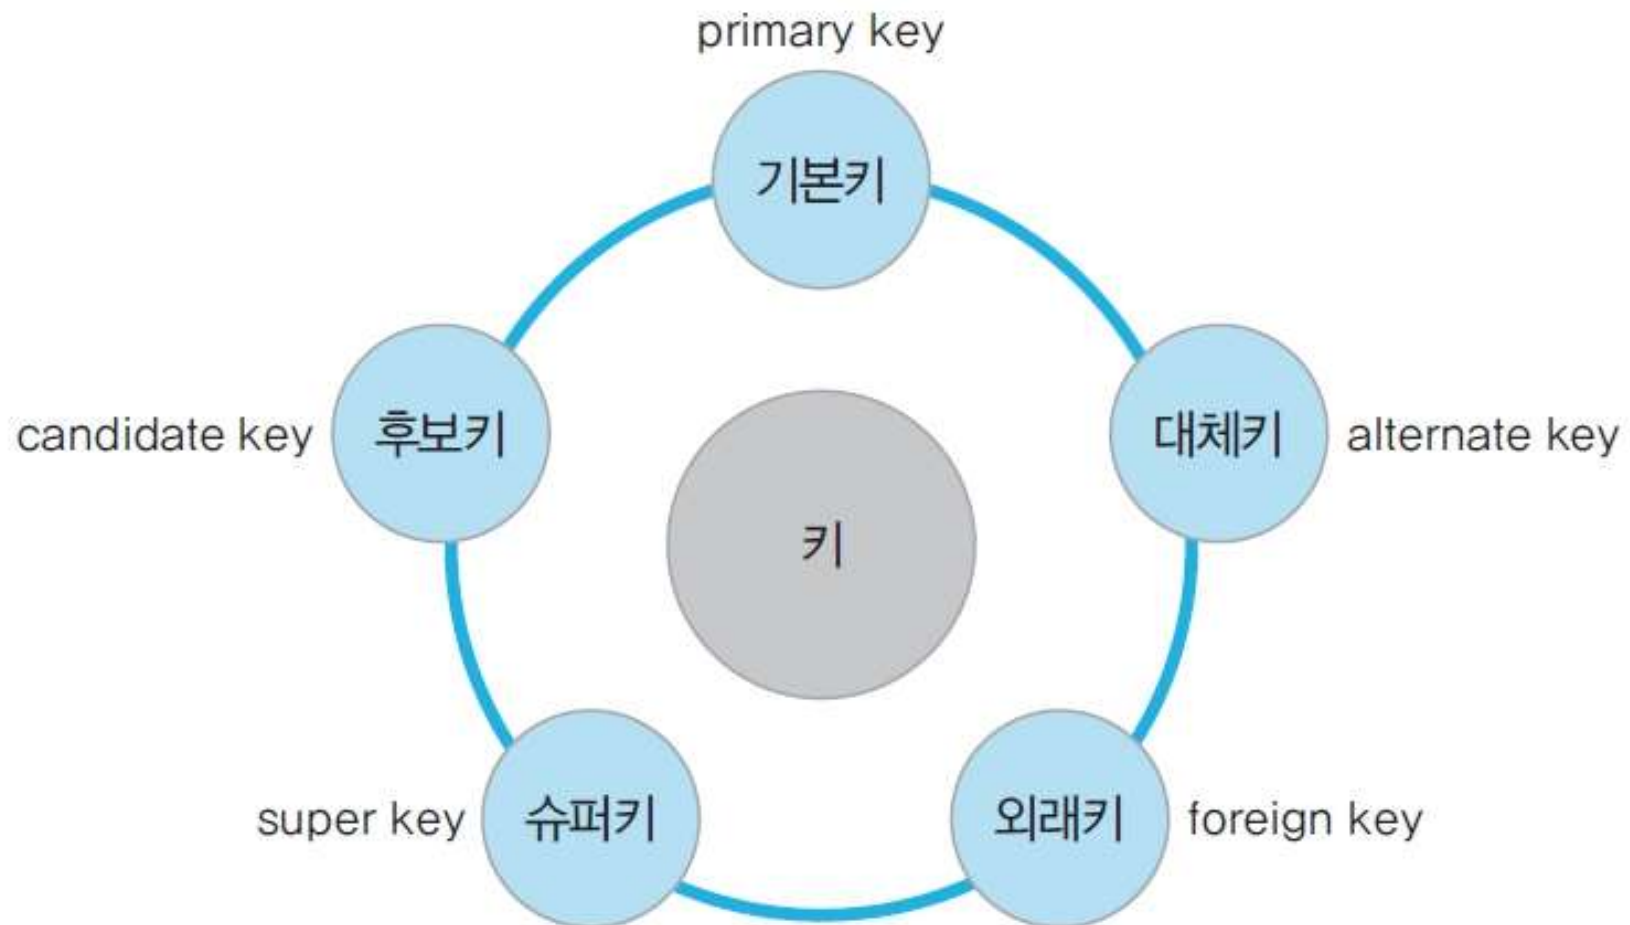 primary key
기본키
candidate key 후보키
대체키 alternate key
키
super key 슈퍼키
외래키 foreign key